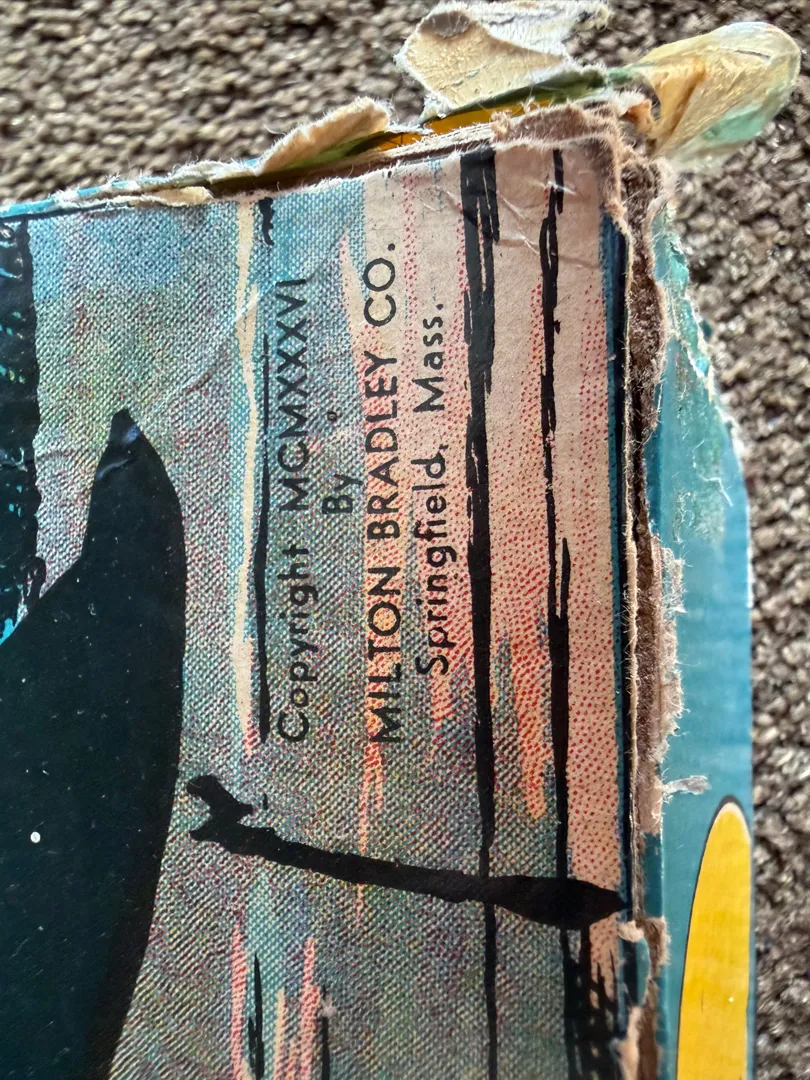 Copyright MCMXXXVI
By
MILTON BRADLEY CO.
Springfield, Mass.